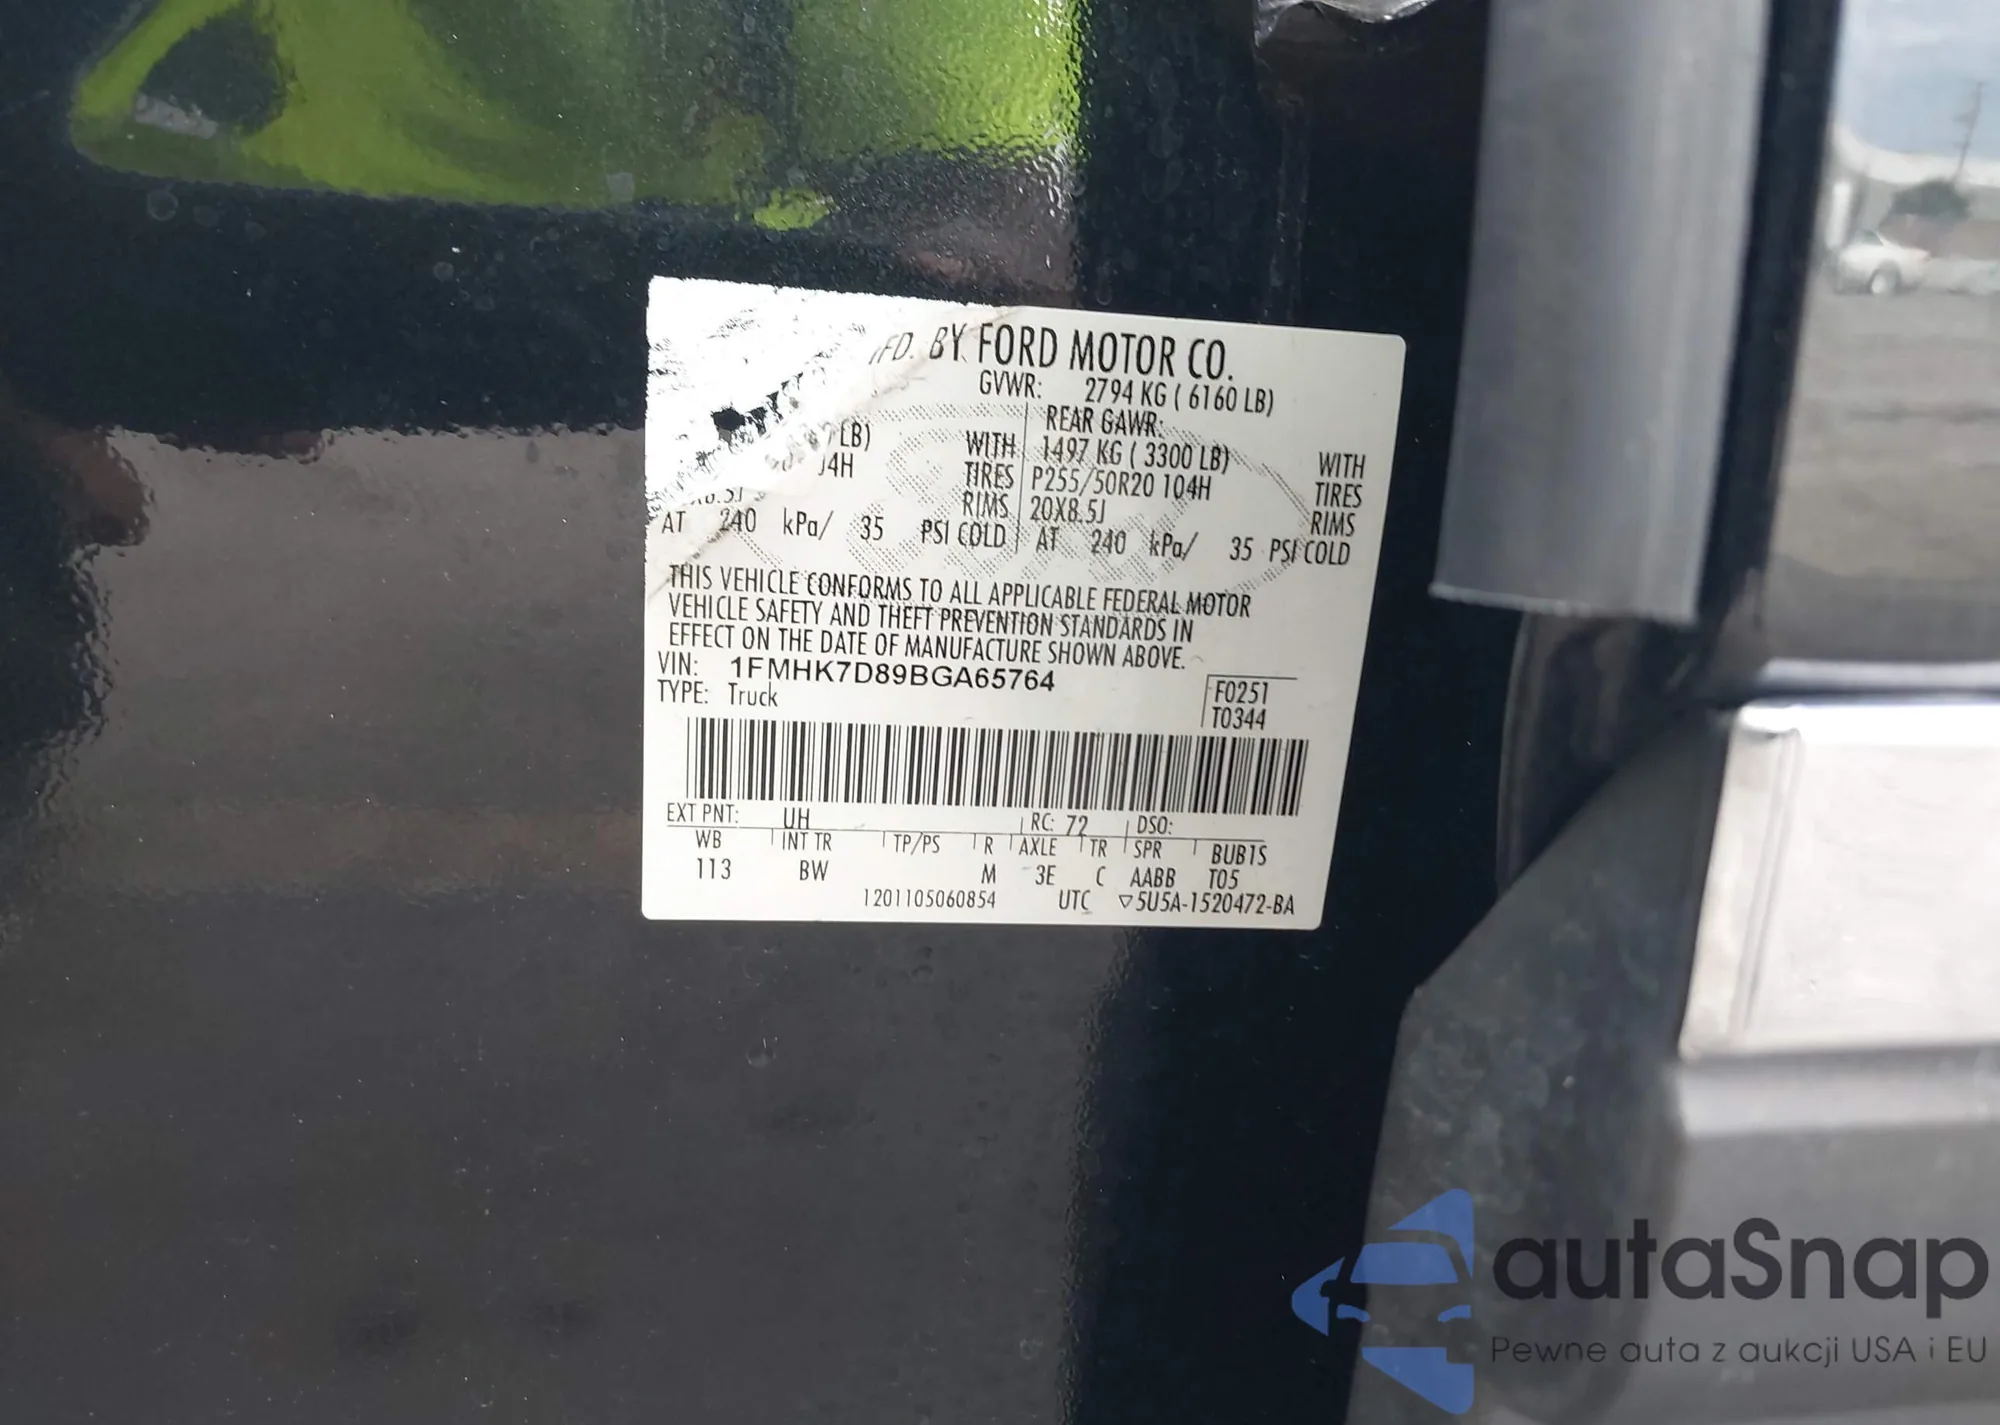 MFD. BY FORD MOTOR CO.
GVWR: 2794 KG ( 6160 LB)
REAR GAWR:
LB) WITH 1497 KG ( 3300 LB) WITH
04H TIRES P255/50R20 104H TIRES
X8.5J RIMS 20X8.5J RIMS
AT 240 kPa/ 35 PSI COLD AT 240 kPa/ 35 PSI COLD
THIS VEHICLE CONFORMS TO ALL APPLICABLE FEDERAL MOTOR
VEHICLE SAFETY AND THEFT PREVENTION STANDARDS IN
EFFECT ON THE DATE OF MANUFACTURE SHOWN ABOVE.
VIN: 1FMHK7D89BGA65764
TYPE: Truck
F0251
T0344
EXT PNT: UH RC: 72 DSO:
WB INT TR TP/PS R AXLE TR SPR BUB1S
113 BW M 3E C AABB T05
1201105060854 UTC ▽5U5A-1520472-BA
autaSnap
Pewne auta z aukcji USA i EU